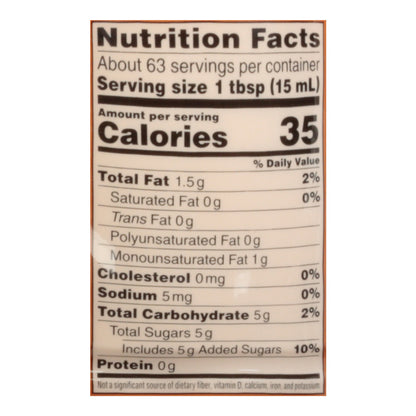 Nutrition Facts
About 63 servings per container
Serving size 1 tbsp (15 mL)
Amount per serving
Calories 35
% Daily Value
Total Fat 1.5g 2%
Saturated Fat 0g 0%
Trans Fat 0g
Polyunsaturated Fat 0g
Monounsaturated Fat 1g
Cholesterol 0mg 0%
Sodium 5mg 0%
Total Carbohydrate 5g 2%
Total Sugars 5g
Includes 5g Added Sugars 10%
Protein 0g
Not a significant source of dietary fiber, vitamin D, calcium, iron, and potassium